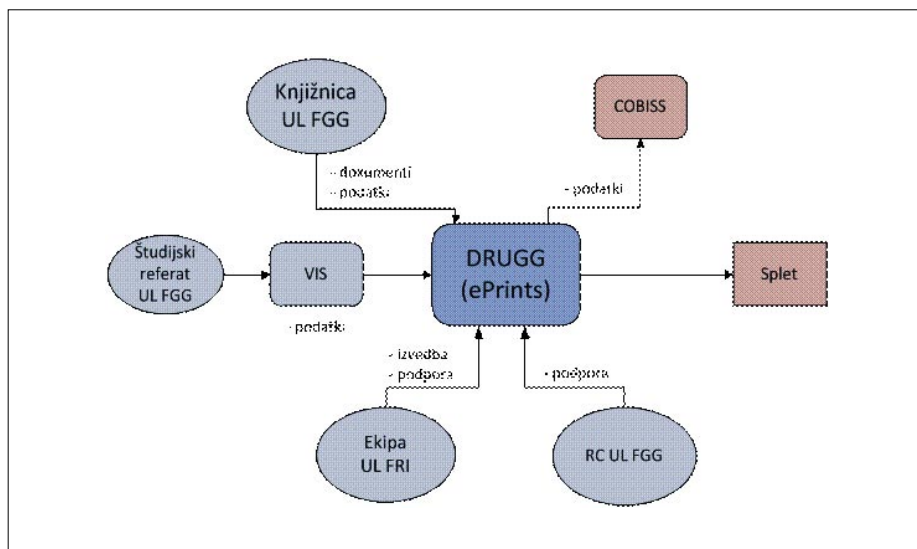 Knjižnica
UL FGG
COBISS
- dokumenti
- podatki
- podatki
Študijski
referat
UL FGG
VIS
DRUGG
(ePrints)
Splet
- podatki
- izvedba
- podpora
- podpora
Ekipa
UL FRI
RC UL FGG